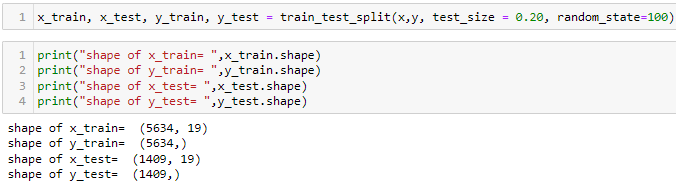 1 x_train, x_test, y_train, y_test = train_test_split(x,y, test_size = 0.20, random_state=100)
1 print("shape of x_train= ",x_train.shape)
2 print("shape of y_train= ",y_train.shape)
3 print("shape of x_test= ",x_test.shape)
4 print("shape of y_test= ",y_test.shape)
shape of x_train=  (5634, 19)
shape of y_train=  (5634,)
shape of x_test=  (1409, 19)
shape of y_test=  (1409,)